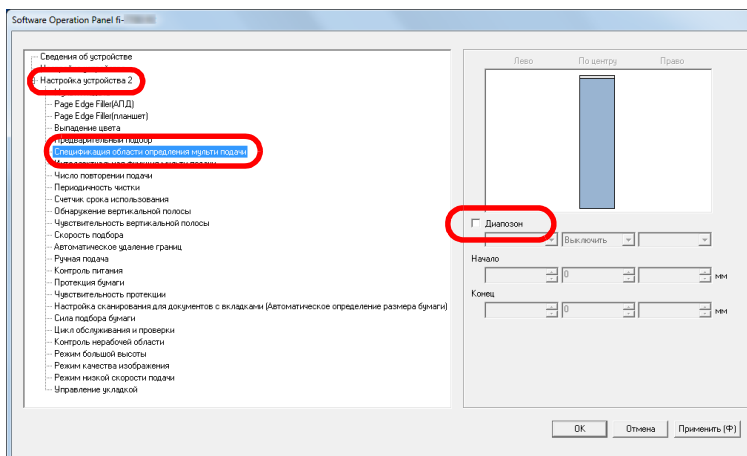 Software Operation Panel fi-
Лево По центру Право
Сведения об устройстве
Настройка устройства 2
Page Edge Filler(АПД)
Page Edge Filler(планшет)
Выпадение цвета
Предварительный подбор
Спецификация области опредления мульти подачи
Число повторении подачи
Периодичность чистки
Счетчик срока использования
Обнаружение вертикальной полосы
Чувствительность вертикальной полосы
Скорость подбора
Автоматическое удаление границ
Ручная подача
Контроль питания
Протекция бумаги
Чувствительность протекции
Настройка сканирования для документов с вкладками (Автоматическое определение размера бумаги)
Сила подбора бумаги
Цикл обслуживания и проверки
Контроль нерабочей области
Режим большой высоты
Режим качества изображения
Режим низкой скорости подачи
Управление укладкой
Диапозон
Выключить
Начало
0 мм
Конец
0 мм
OK Отмена Применить (Ф)